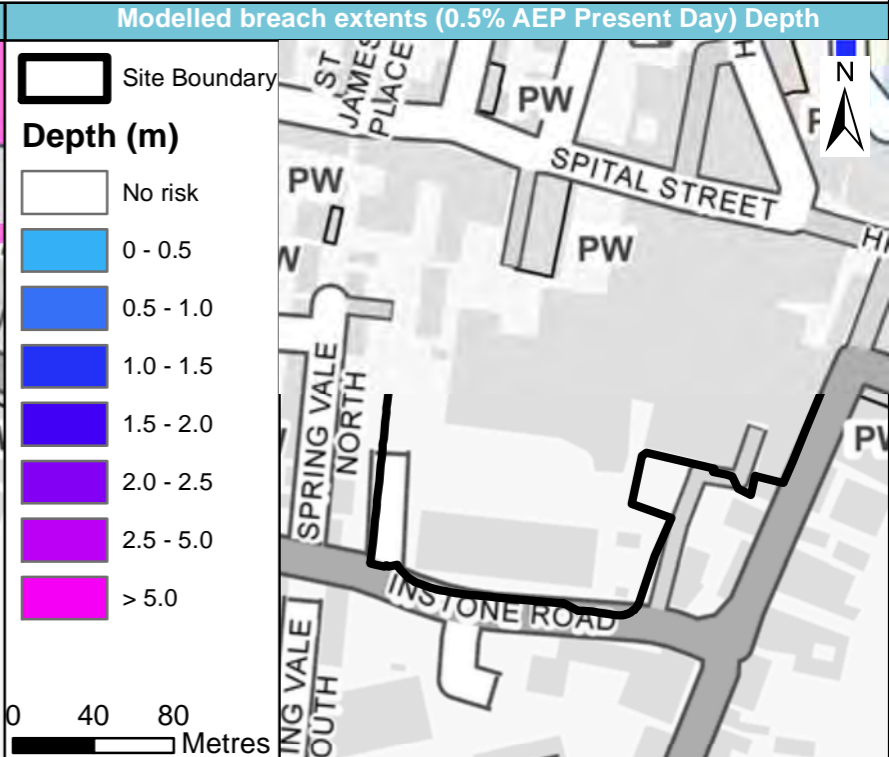 Modelled breach extents (0.5% AEP Present Day) Depth
Site Boundary
Depth (m)
No risk
0 - 0.5
0.5 - 1.0
1.0 - 1.5
1.5 - 2.0
2.0 - 2.5
2.5 - 5.0
> 5.0
0 40 80
Metres
N
ST
JAMES
PLACE
PW
SPITAL STREET
H
PW
PW
W
SPRING VALE
NORTH
PW
INSTONE ROAD
ING VALE
OUTH